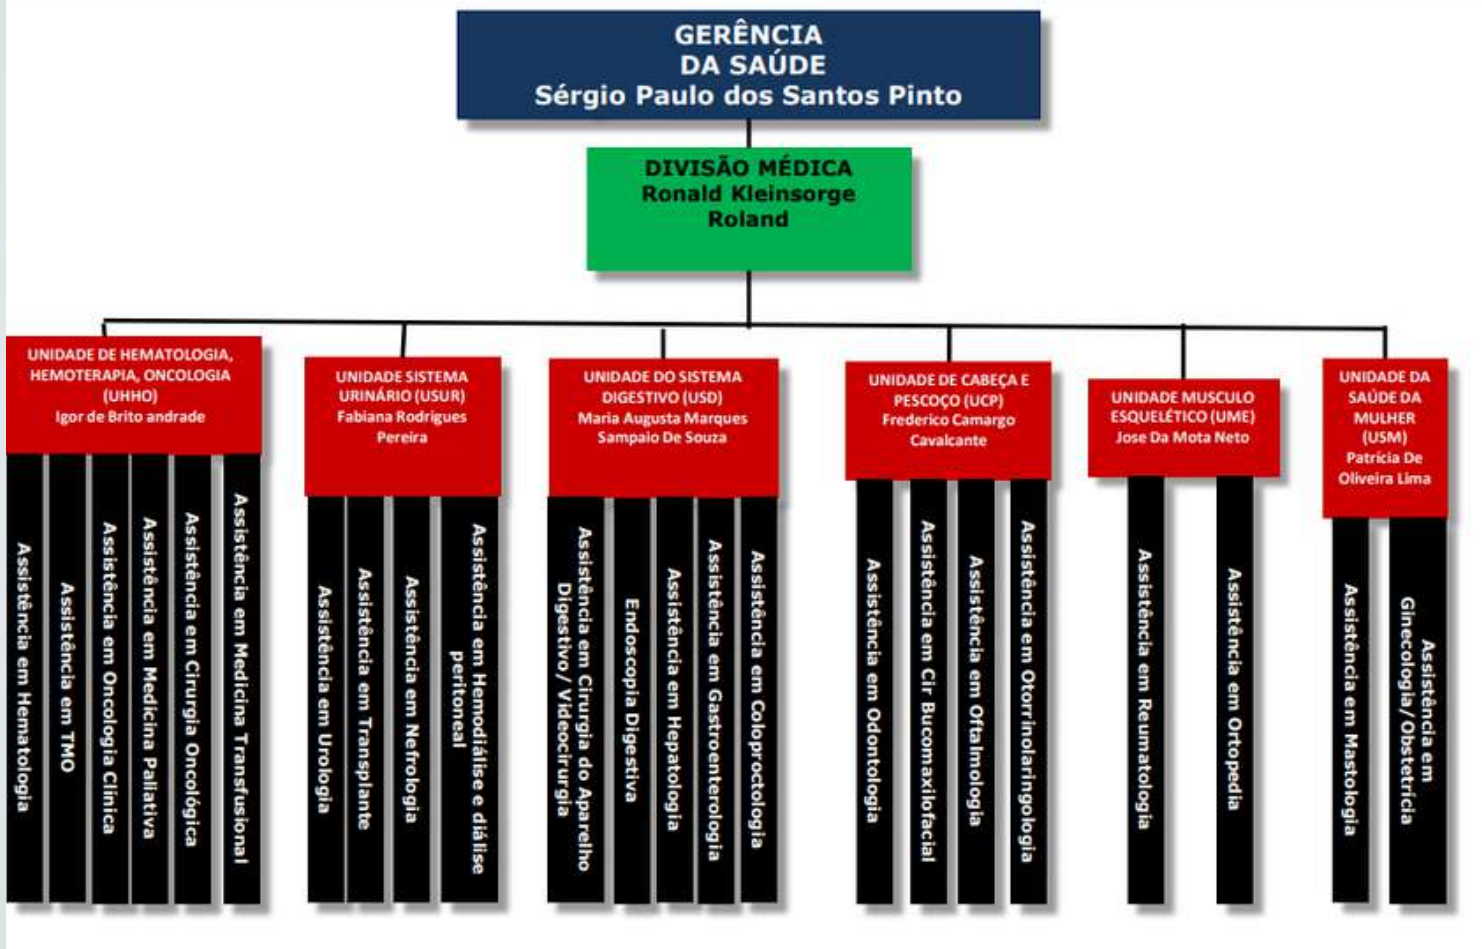 GERÊNCIA
DA SAÚDE
Sérgio Paulo dos Santos Pinto
DIVISÃO MÉDICA
Ronald Kleinsorge
Roland
UNIDADE DE HEMATOLOGIA,
HEMOTERAPIA, ONCOLOGIA
(UHHO)
Igor de Brito andrade
Assistência em Hematologia
Assistência em TMO
Assistência em Oncologia Clínica
Assistência em Medicina Paliativa
Assistência em Cirurgia Oncológica
Assistência em Medicina Transfusional
UNIDADE SISTEMA
URINÁRIO (USUR)
Fabiana Rodrigues
Pereira
Assistência em Urologia
Assistência em Transplante
Assistência em Nefrologia
Assistência em Hemodiálise e diálise
peritoneal
UNIDADE DO SISTEMA
DIGESTIVO (USD)
Maria Augusta Marques
Sampaio De Souza
Assistência em Cirurgia do Aparelho
Digestivo/ Videocirurgia
Endoscopia Digestiva
Assistência em Hepatologia
Assistência em Gastroenterologia
Assistência em Coloproctologia
UNIDADE DE CABEÇA E
PESCOÇO (UCP)
Frederico Camargo
Cavalcante
Assistência em Odontologia
Assistência em Cir Bucomaxilofacial
Assistência em Oftalmologia
Assistência em Otorrinolaringologia
UNIDADE MUSCULO
ESQUELÉTICO (UME)
Jose Da Mota Neto
Assistência em Reumatologia
Assistência em Ortopedia
UNIDADE DA
SAÚDE DA
MULHER
(USM)
Patrícia De
Oliveira Lima
Assistência em Mastologia
Assistência em
Ginecologia/Obstetrícia